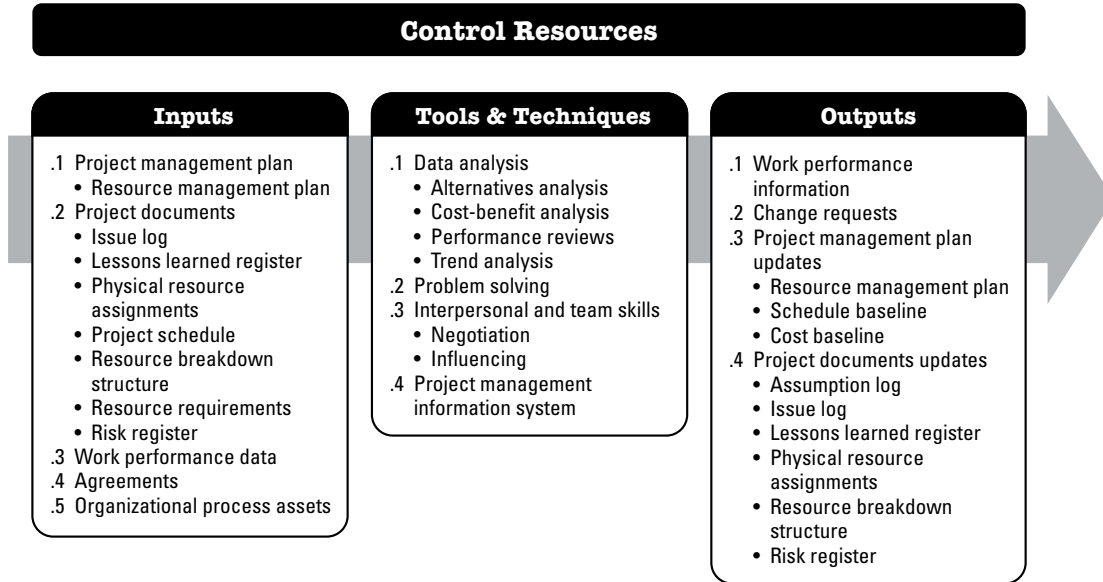 Control Resources
Inputs
.1 Project management plan
• Resource management plan
.2 Project documents
• Issue log
• Lessons learned register
• Physical resource
assignments
• Project schedule
• Resource breakdown
structure
• Resource requirements
• Risk register
.3 Work performance data
.4 Agreements
.5 Organizational process assets
Tools & Techniques
.1 Data analysis
• Alternatives analysis
• Cost-benefit analysis
• Performance reviews
• Trend analysis
.2 Problem solving
.3 Interpersonal and team skills
• Negotiation
• Influencing
.4 Project management
information system
Outputs
.1 Work performance
information
.2 Change requests
.3 Project management plan
updates
• Resource management plan
• Schedule baseline
• Cost baseline
.4 Project documents updates
• Assumption log
• Issue log
• Lessons learned register
• Physical resource
assignments
• Resource breakdown
structure
• Risk register